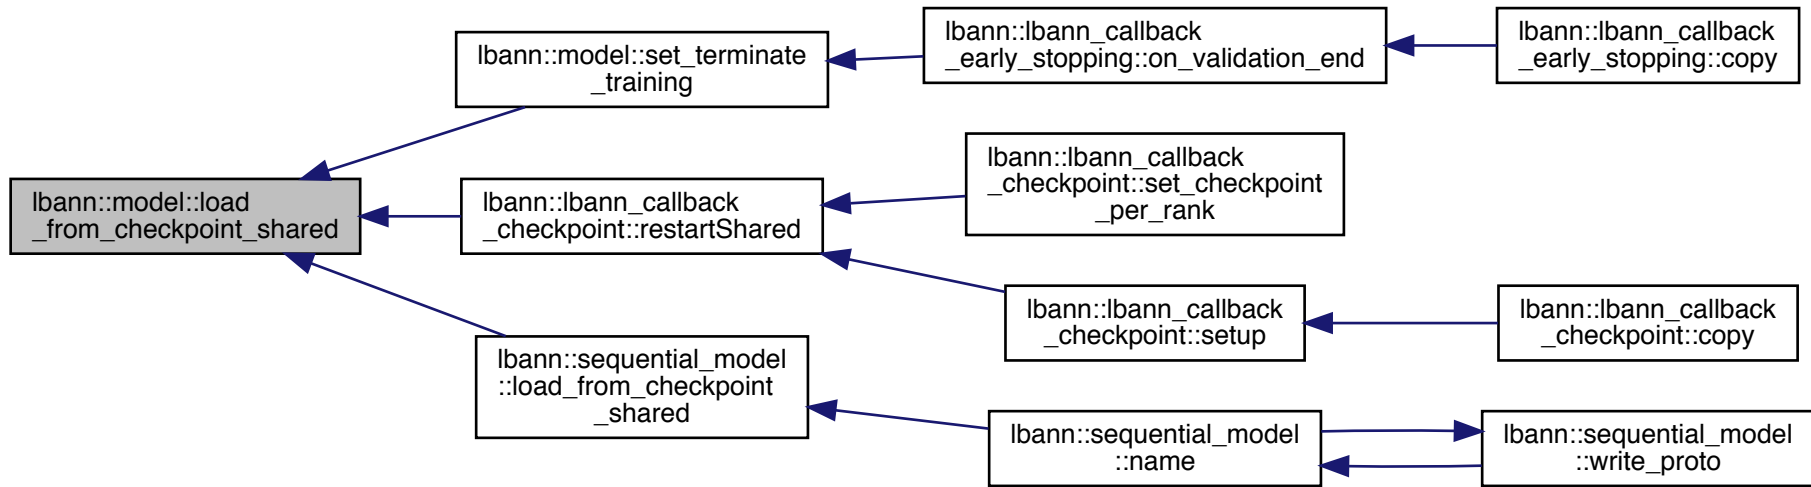 lbann::model::load
_from_checkpoint_shared
lbann::model::set_terminate
_training
lbann::lbann_callback
_early_stopping::on_validation_end
lbann::lbann_callback
_early_stopping::copy
lbann::lbann_callback
_checkpoint::restartShared
lbann::lbann_callback
_checkpoint::set_checkpoint
_per_rank
lbann::lbann_callback
_checkpoint::setup
lbann::lbann_callback
_checkpoint::copy
lbann::sequential_model
::load_from_checkpoint
_shared
lbann::sequential_model
::name
lbann::sequential_model
::write_proto